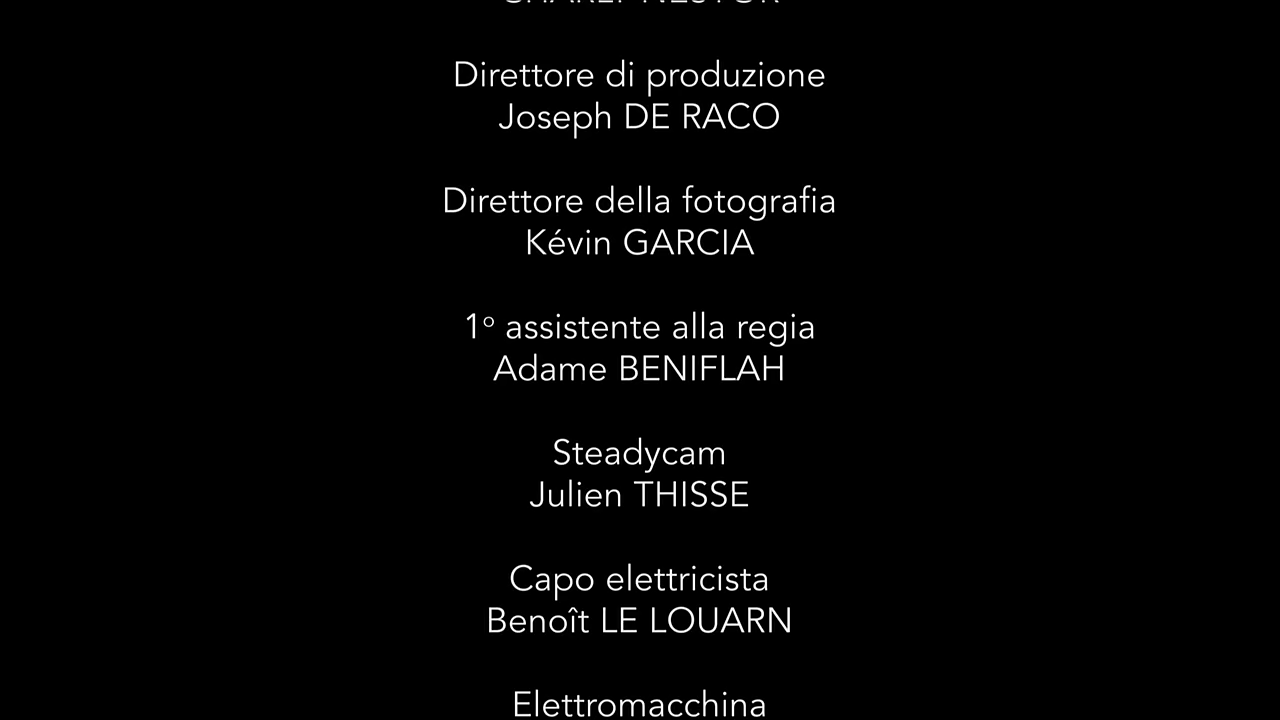 Direttore di produzione
Joseph DE RACO
Direttore della fotografia
Kévin GARCIA
1° assistente alla regia
Adame BENIFLAH
Steadycam
Julien THISSE
Capo elettricista
Benoît LE LOUARN
Elettromacchina